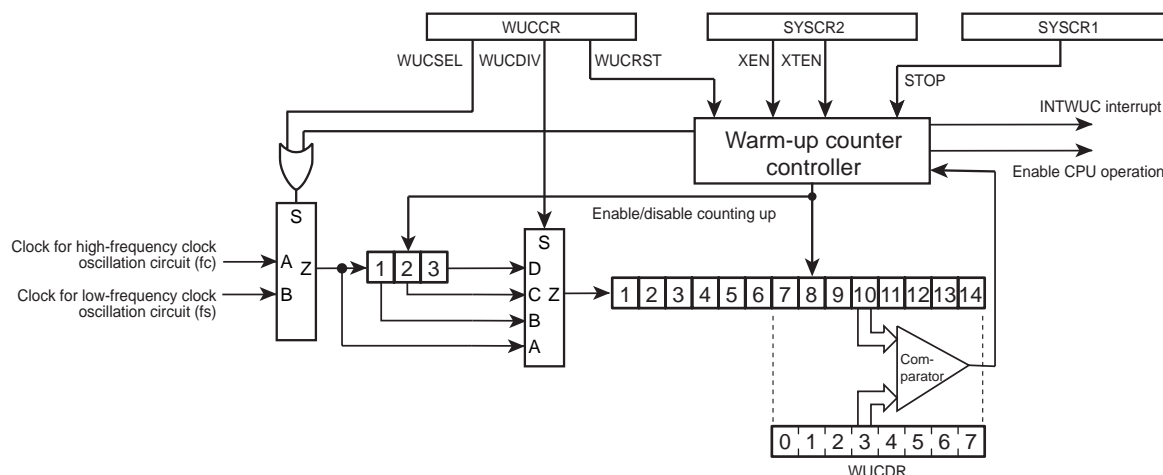 WUCCR
SYSCR2
SYSCR1
WUCSEL
WUCDIV
WUCRST
XEN
XTEN
STOP
INTWUC interrupt
Warm-up counter
controller
Enable CPU operation
S
Enable/disable counting up
S
Clock for high-frequency clock
oscillation circuit (fc)
A
Z
B
Clock for low-frequency clock
oscillation circuit (fs)
1 2 3
D
C
Z
B
A
1 2 3 4 5 6 7 8 9 10 11 12 13 14
Com-
parator
0 1 2 3 4 5 6 7
WUCDR